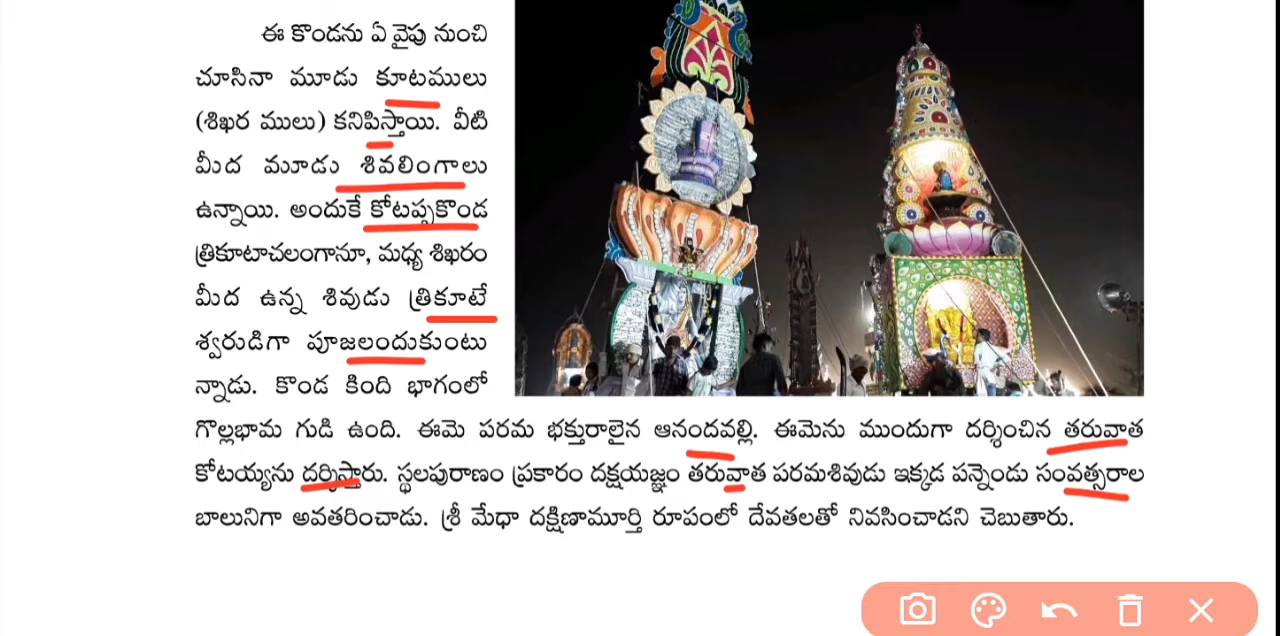 ఈ కొండను ఏ వైపు నుంచి
చూసినా మూడు కూటములు
(శిఖర ములు) కనిపిస్తాయి. వీటి
మీద మూడు శివలింగాలు
ఉన్నాయి. అందుకే కోటప్పకొండ
త్రికూటాచలంగానూ, మధ్య శిఖరం
మీద ఉన్న శివుడు త్రికూటే
శ్వరుడిగా పూజలందుకుంటు
న్నాడు. కొండ కింది భాగంలో
గొల్లభామ గుడి ఉంది. ఈమె పరమ భక్తురాలైన ఆనందవల్లి. ఈమెను ముందుగా దర్శించిన తరువాత
కోటయ్యను దర్శిస్తారు. స్థలపురాణం ప్రకారం దక్షయజ్ఞం తరువాత పరమశివుడు ఇక్కడ పన్నెండు సంవత్సరాల
బాలునిగా అవతరించాడు. శ్రీ మేధా దక్షిణామూర్తి రూపంలో దేవతలతో నివసించాడని చెబుతారు.